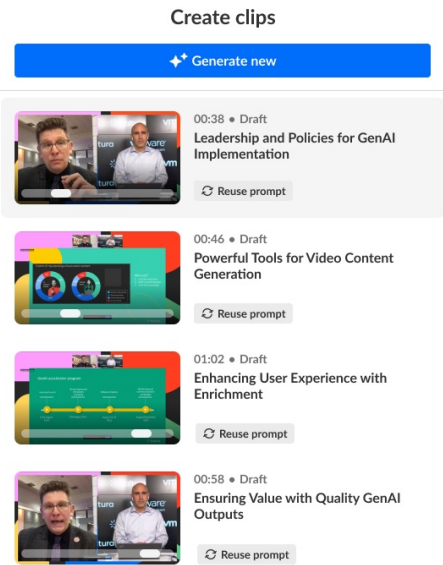 Create clips
Generate new
00:38 • Draft
Leadership and Policies for GenAI
Implementation
Reuse prompt
00:46 • Draft
Powerful Tools for Video Content
Generation
Reuse prompt
01:02 • Draft
Enhancing User Experience with
Enrichment
Reuse prompt
00:58 • Draft
Ensuring Value with Quality GenAI
Outputs
Reuse prompt